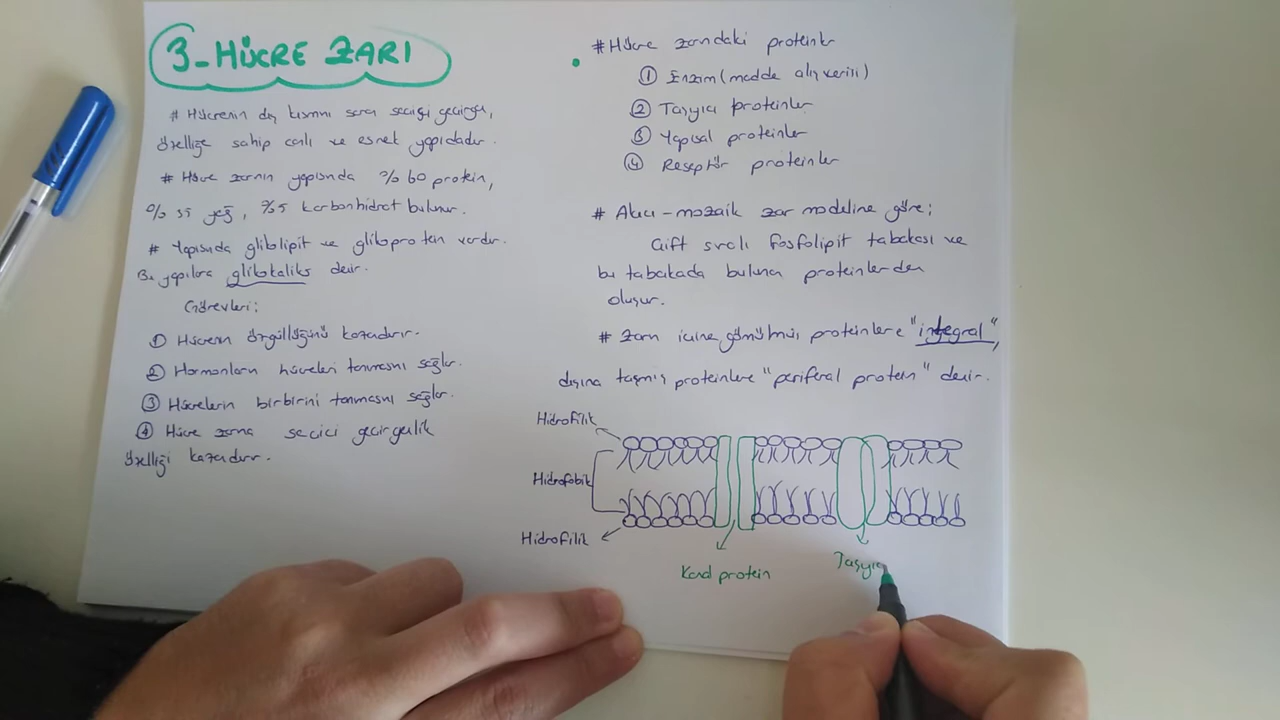 3-HÜCRE ZARI
# Hücrenin dış kısmını saran seçici geçirgen,
özelliğe sahip canlı ve esnek yapıdadır.
# Hücre zarının yapısında %60 protein,
%35 yağ, %5 karbonhidrat bulunur.
# Yapısında glikolipit ve glikoprotein vardır.
Bu yapılara glikokaliks denir.
Görevleri:
① Hücrenin özgüllüğünü kazandırır.
② Hormonların hücreleri tanımasını sağlar.
③ Hücrelerin birbirini tanımasını sağlar.
④ Hücre zarına seçici geçirgenlik
özelliği kazandırır.
# Hücre zarındaki proteinler
① Enzim (madde alışverişi)
② Taşıyıcı proteinler
③ Yapısal proteinler
④ Reseptör proteinler
# Akıcı-mozaik zar modeline göre;
Çift sıralı fosfolipit tabakası ve
bu tabakada bulunan proteinlerden
oluşur.
# Zarın içine gömülmüş proteinlere "integral",
dışına taşmış proteinlere "periferal protein" denir.
Hidrofilik
Hidrofobik
Hidrofilik
Kanal protein
Taşıyıc